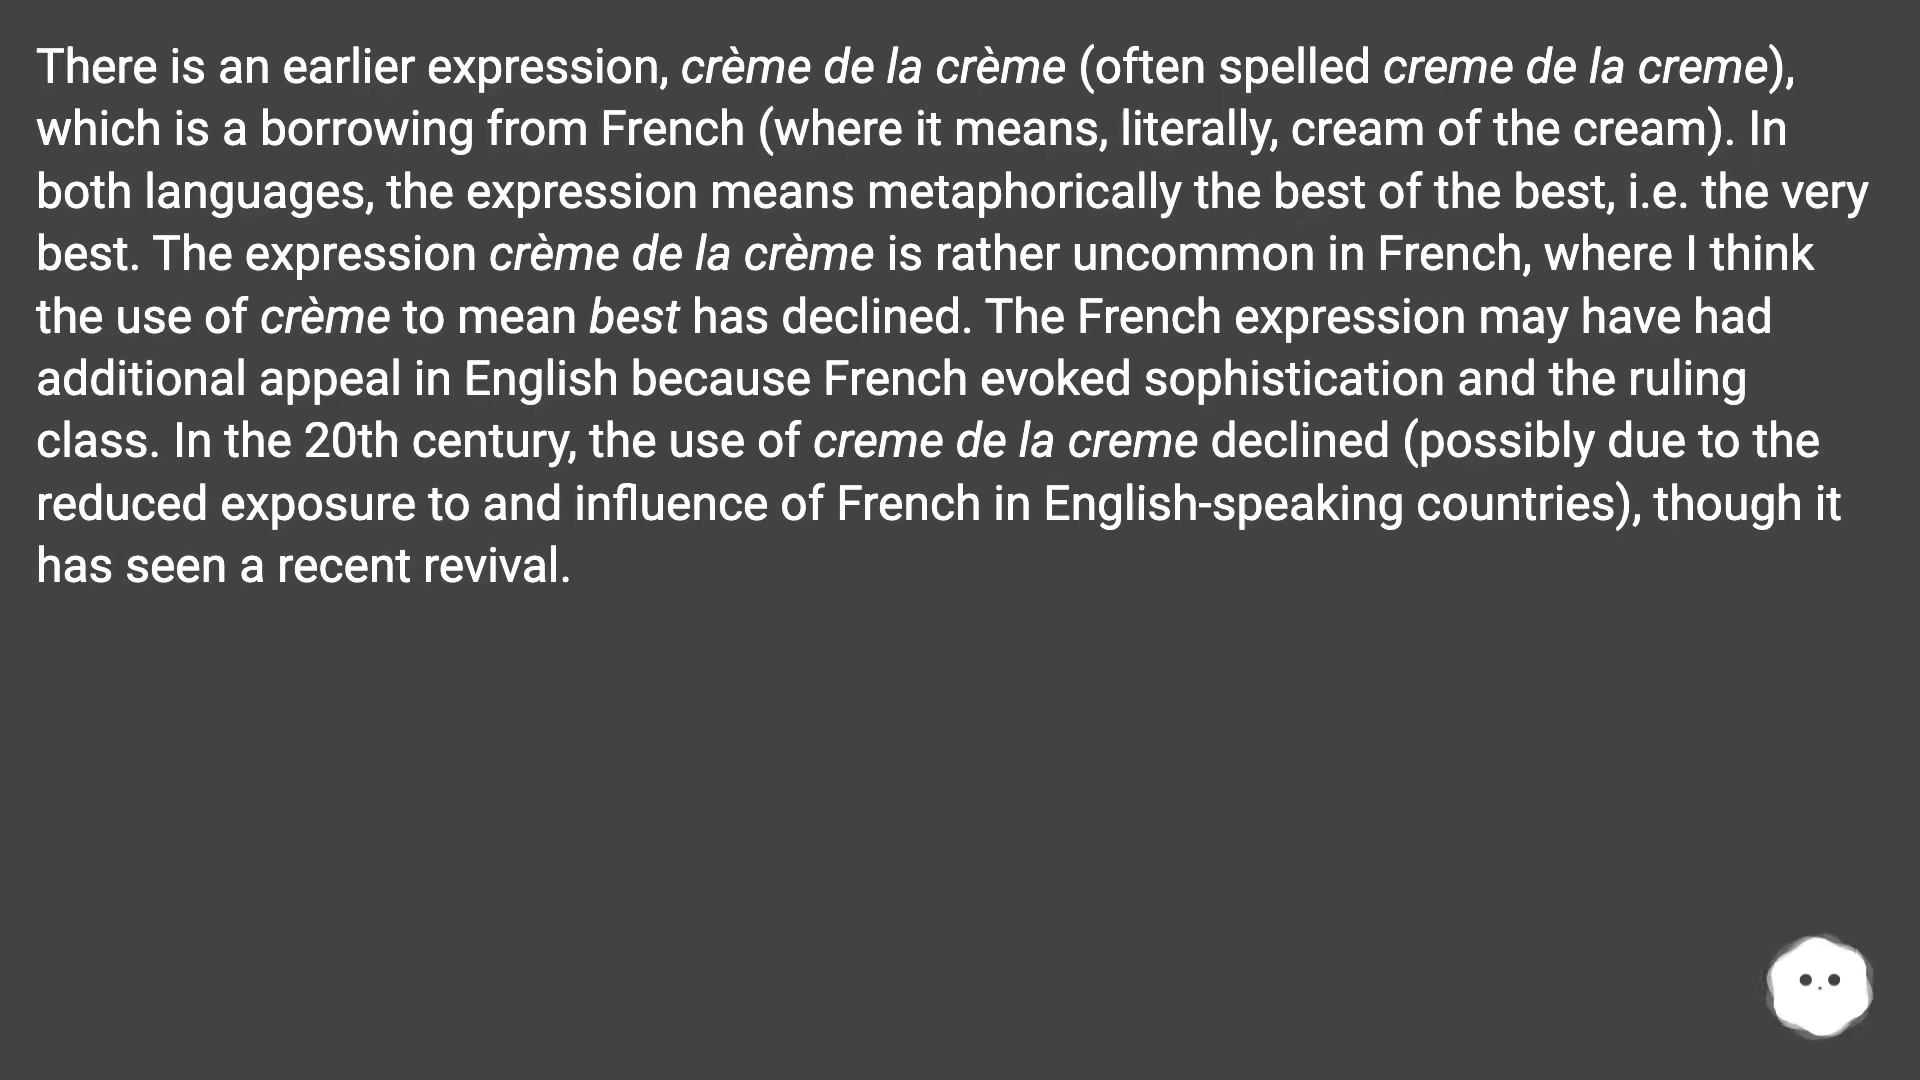 There is an earlier expression, crème de la crème (often spelled creme de la creme),
which is a borrowing from French (where it means, literally, cream of the cream). In
both languages, the expression means metaphorically the best of the best, i.e. the very
best. The expression crème de la crème is rather uncommon in French, where I think
the use of crème to mean best has declined. The French expression may have had
additional appeal in English because French evoked sophistication and the ruling
class. In the 20th century, the use of creme de la creme declined (possibly due to the
reduced exposure to and influence of French in English-speaking countries), though it
has seen a recent revival.